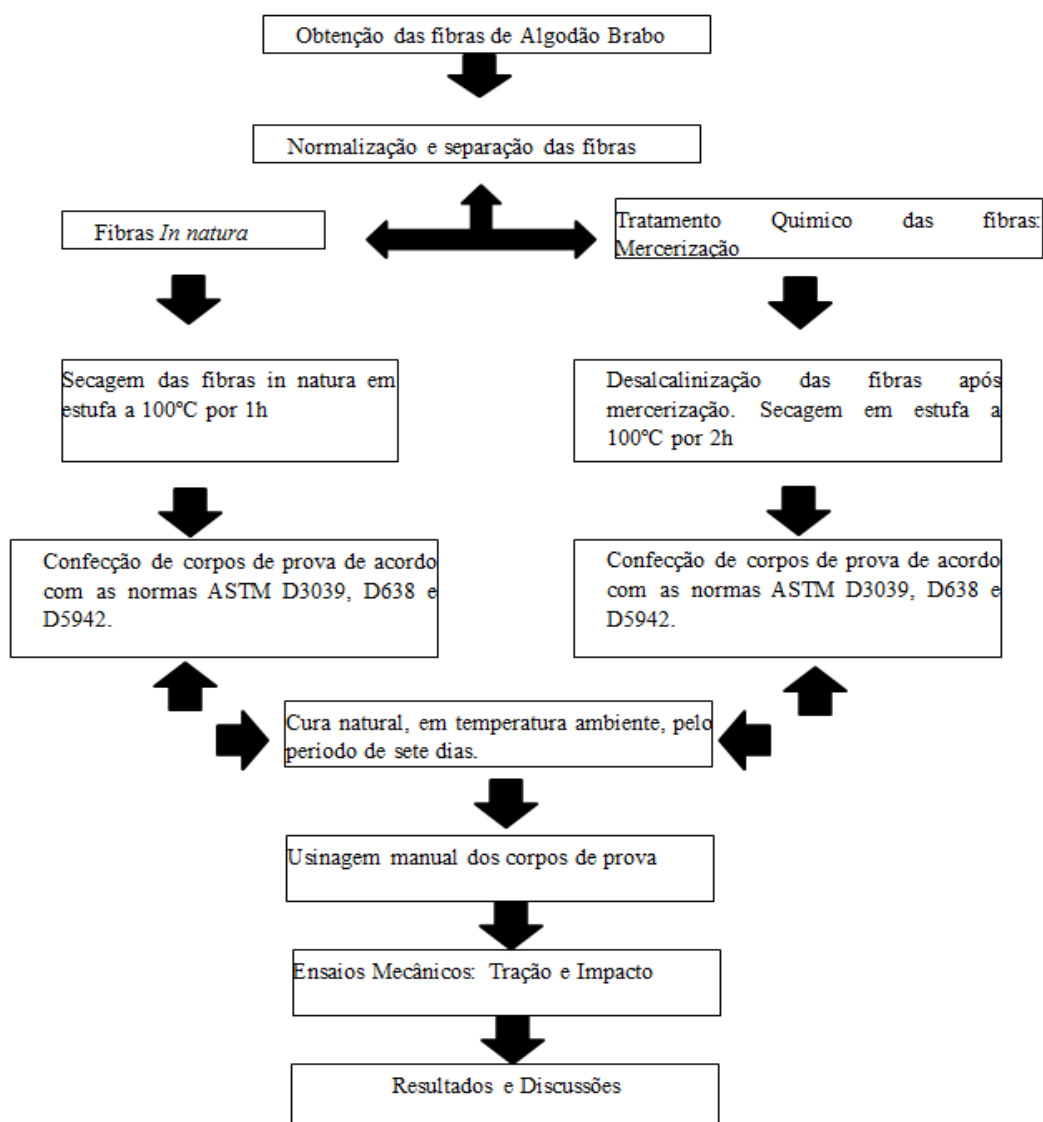 Obtenção das fibras de Algodão Brabo
Normalização e separação das fibras
Fibras In natura
Tratamento Químico das fibras:
Mercerização
Secagem das fibras in natura em
estufa a 100ºC por 1h
Desalcalinização das fibras após
mercerização. Secagem em estufa a
100ºC por 2h
Confecção de corpos de prova de acordo
com as normas ASTM D3039, D638 e
D5942.
Confecção de corpos de prova de acordo
com as normas ASTM D3039, D638 e
D5942.
Cura natural, em temperatura ambiente, pelo
período de sete dias.
Usinagem manual dos corpos de prova
Ensaios Mecânicos: Tração e Impacto
Resultados e Discussões